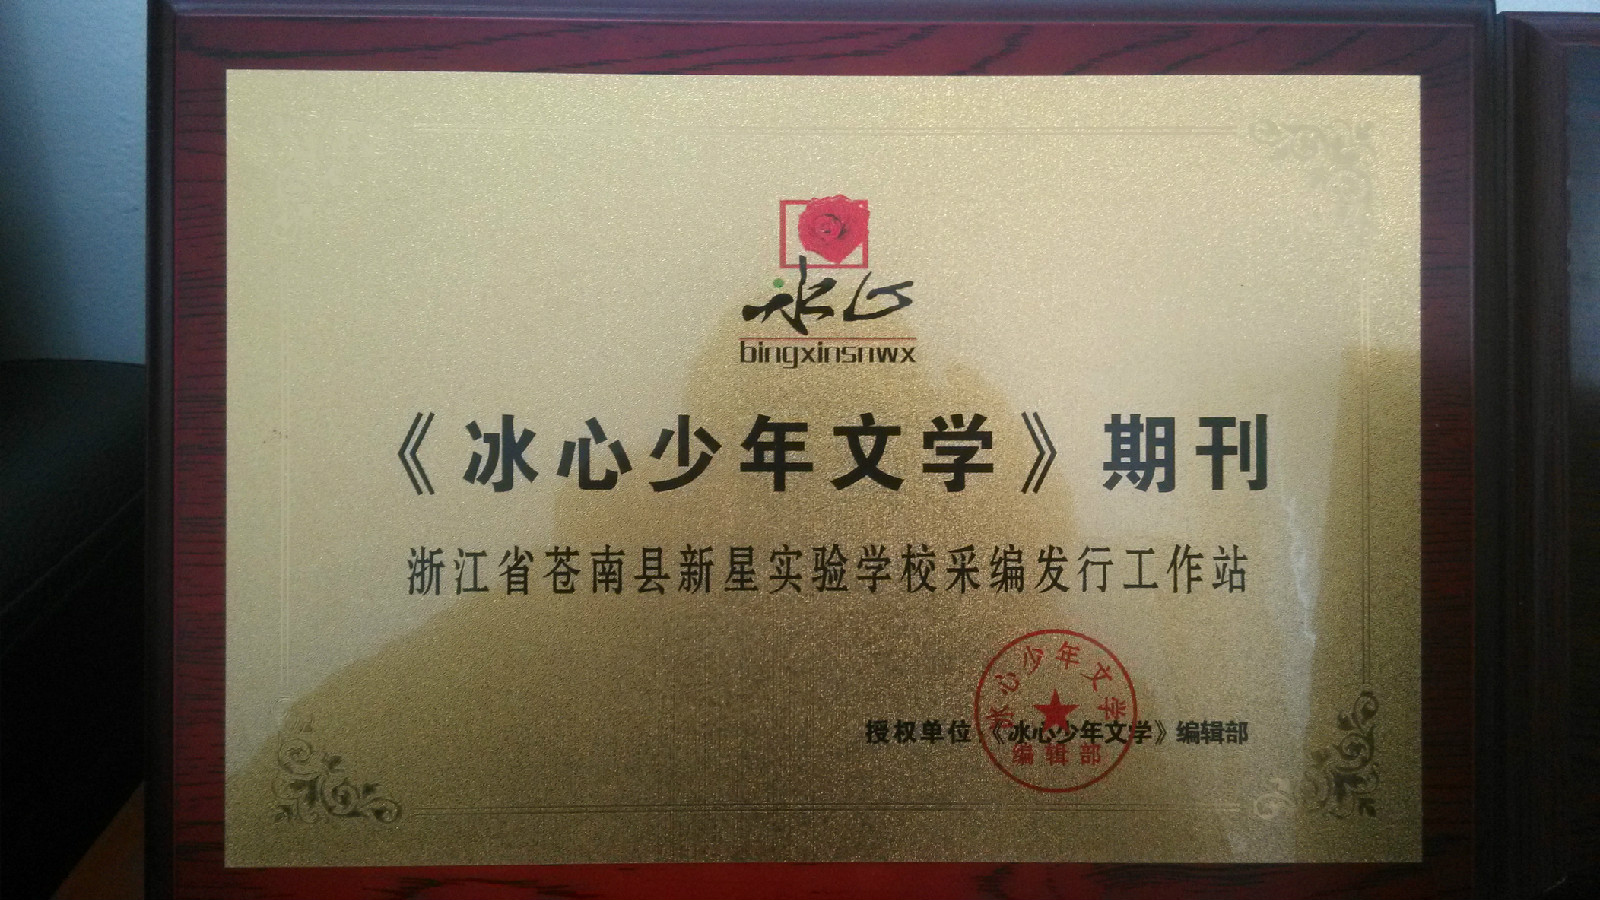 冰心
bingxinsnwx
《冰心少年文学》期刊
浙江省苍南县新星实验学校采编发行工作站
授权单位《冰心少年文学》编辑部
冰心少年文学
编辑部